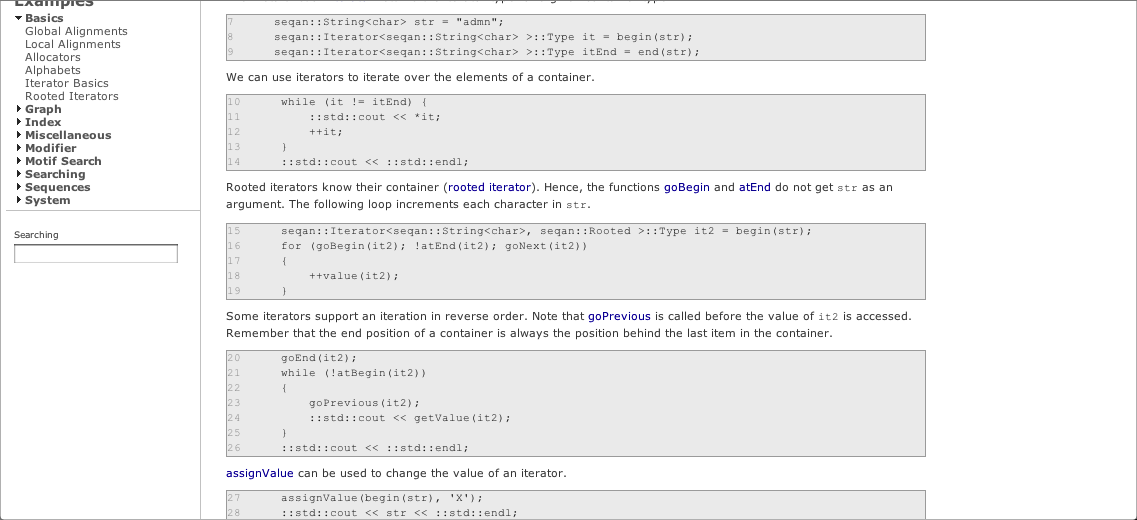 Examples
Basics
Global Alignments
Local Alignments
Allocators
Alphabets
Iterator Basics
Rooted Iterators
Graph
Index
Miscellaneous
Modifier
Motif Search
Searching
Sequences
System
Searching
7 seqan::String<char> str = "admn";
8 seqan::Iterator<seqan::String<char> >::Type it = begin(str);
9 seqan::Iterator<seqan::String<char> >::Type itEnd = end(str);
We can use iterators to iterate over the elements of a container.
10 while (it != itEnd) {
11 ::std::cout << *it;
12 ++it;
13 }
14 ::std::cout << ::std::endl;
Rooted iterators know their container (rooted iterator). Hence, the functions goBegin and atEnd do not get str as an
argument. The following loop increments each character in str.
15 seqan::Iterator<seqan::String<char>, seqan::Rooted >::Type it2 = begin(str);
16 for (goBegin(it2); !atEnd(it2); goNext(it2))
17 {
18 ++value(it2);
19 }
Some iterators support an iteration in reverse order. Note that goPrevious is called before the value of it2 is accessed.
Remember that the end position of a container is always the position behind the last item in the container.
20 goEnd(it2);
21 while (!atBegin(it2))
22 {
23 goPrevious(it2);
24 ::std::cout << getValue(it2);
25 }
26 ::std::cout << ::std::endl;
assignValue can be used to change the value of an iterator.
27 assignValue(begin(str), 'X');
28 ::std::cout << str << ::std::endl;